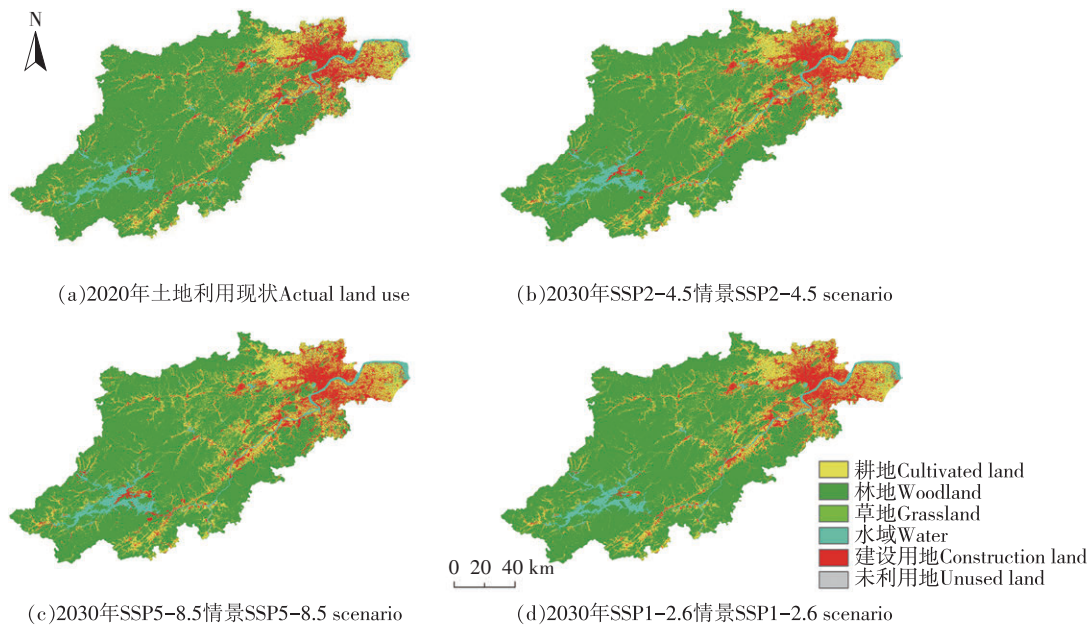 N
(a)2020年土地利用现状Actual land use
(b)2030年SSP2-4.5情景SSP2-4.5 scenario
耕地Cultivated land
林地Woodland
草地Grassland
水域Water
建设用地Construction land
未利用地Unused land
0 20 40 km
(c)2030年SSP5-8.5情景SSP5-8.5 scenario
(d)2030年SSP1-2.6情景SSP1-2.6 scenario